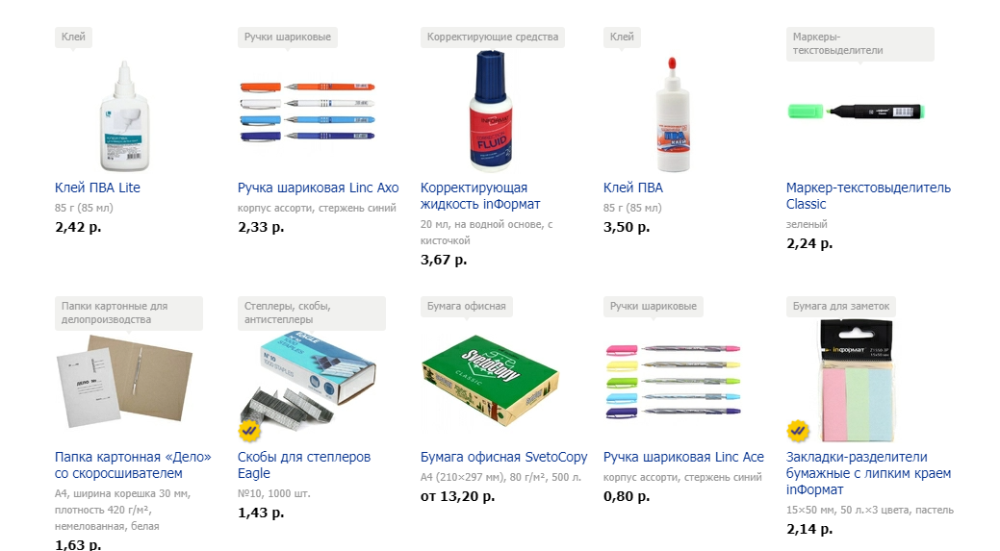 Клей
Ручки шариковые
Корректирующие средства
Клей
Маркеры-
текстовыделители
INФОРМАТ
FLUID
ПВА
КЛЕЙ
Клей ПВА Lite
85 г (85 мл)
2,42 р.
Ручка шариковая Linc Axo
корпус ассорти, стержень синий
2,33 р.
Корректирующая
жидкость inФормат
20 мл, на водной основе, с
кисточкой
3,67 р.
Клей ПВА
85 г (85 мл)
3,50 р.
Маркер-текстовыделитель
Classic
зеленый
2,24 р.
Папки картонные для
делопроизводства
Степлеры, скобы,
антистеплеры
Бумага офисная
Ручки шариковые
Бумага для заметок
ДЕЛО №
EAGLE
№10
1000 STAPLES
SvetoCopy
CLASSIC
inформат
Папка картонная «Дело»
со скоросшивателем
А4, ширина корешка 30 мм,
плотность 420 г/м²,
немелованная, белая
1,63 р.
Скобы для степлеров
Eagle
№10, 1000 шт.
1,43 р.
Бумага офисная SvetoCopy
А4 (210×297 мм), 80 г/м², 500 л.
от 13,20 р.
Ручка шариковая Linc Ace
корпус ассорти, стержень синий
0,80 р.
Закладки-разделители
бумажные с липким краем
inФормат
15×50 мм, 50 л.×3 цвета, пастель
2,14 р.